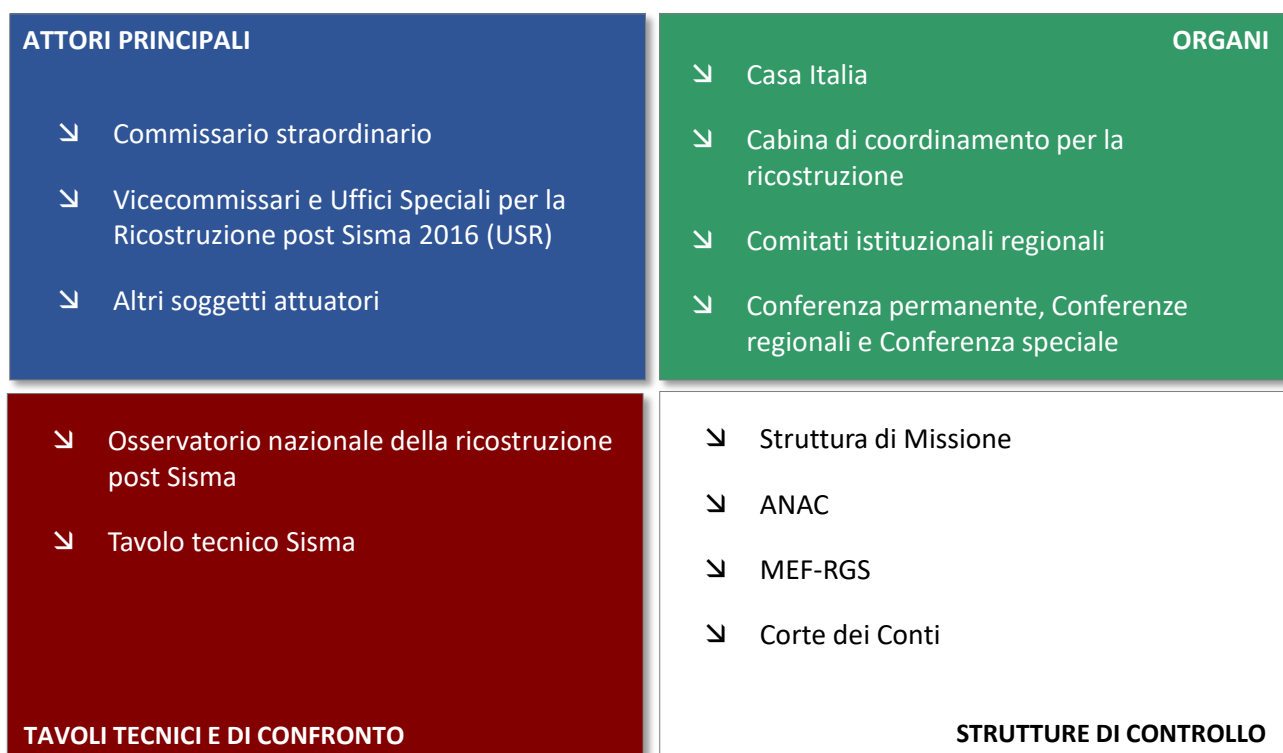 ATTORI PRINCIPALI
↘ Commissario straordinario
↘ Vicecommissari e Uffici Speciali per la
Ricostruzione post Sisma 2016 (USR)
↘ Altri soggetti attuatori
ORGANI
↘ Casa Italia
↘ Cabina di coordinamento per la
ricostruzione
↘ Comitati istituzionali regionali
↘ Conferenza permanente, Conferenze
regionali e Conferenza speciale
↘ Osservatorio nazionale della ricostruzione
post Sisma
↘ Tavolo tecnico Sisma
TAVOLI TECNICI E DI CONFRONTO
↘ Struttura di Missione
↘ ANAC
↘ MEF-RGS
↘ Corte dei Conti
STRUTTURE DI CONTROLLO